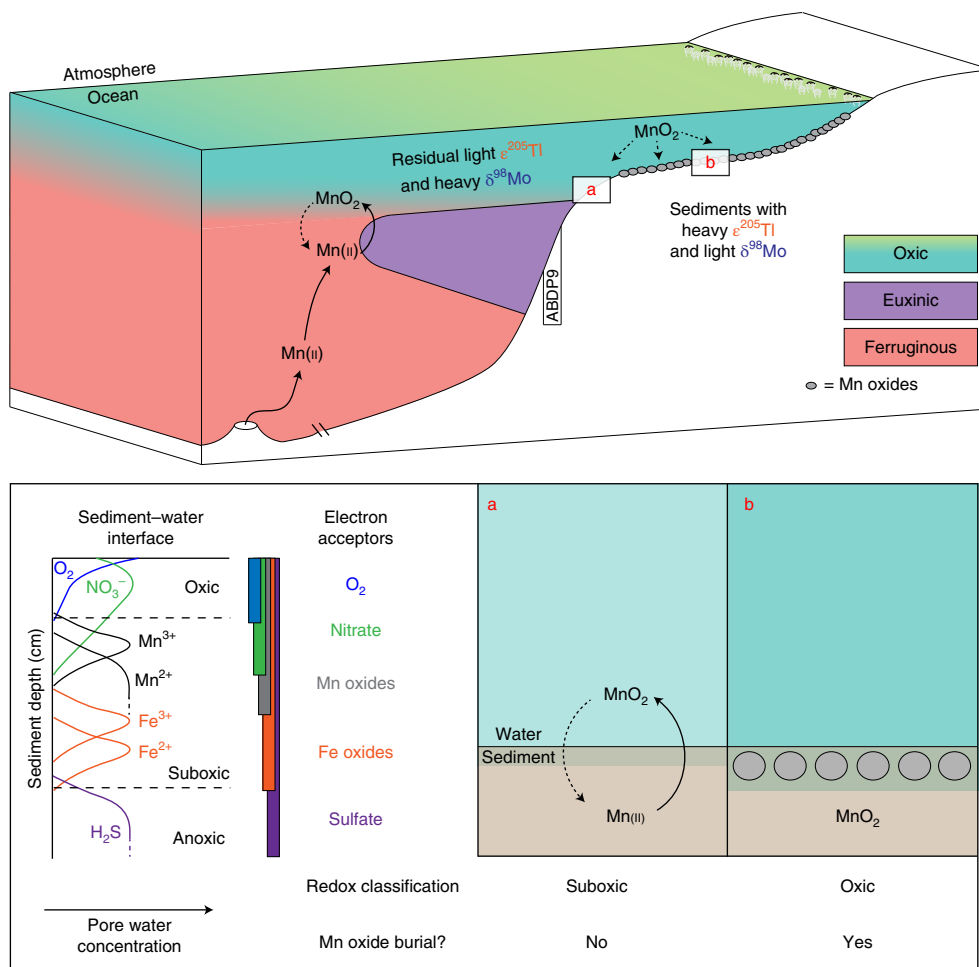 Atmosphere
Ocean
Residual light ε²⁰⁵Tl
and heavy δ⁹⁸Mo
MnO₂
Mn(II)
Mn(II)
MnO₂
a
b
Sediments with
heavy ε²⁰⁵Tl
and light δ⁹⁸Mo
ABDP9
Oxic
Euxinic
Ferruginous
= Mn oxides
Sediment–water
interface
O₂
NO₃⁻
Oxic
Mn³⁺
Mn²⁺
Fe³⁺
Fe²⁺
Suboxic
H₂S
Anoxic
Sediment depth (cm)
Pore water
concentration
Electron
acceptors
O₂
Nitrate
Mn oxides
Fe oxides
Sulfate
a
MnO₂
Water
Sediment
Mn(II)
b
MnO₂
Redox classification
Suboxic
Oxic
Mn oxide burial?
No
Yes